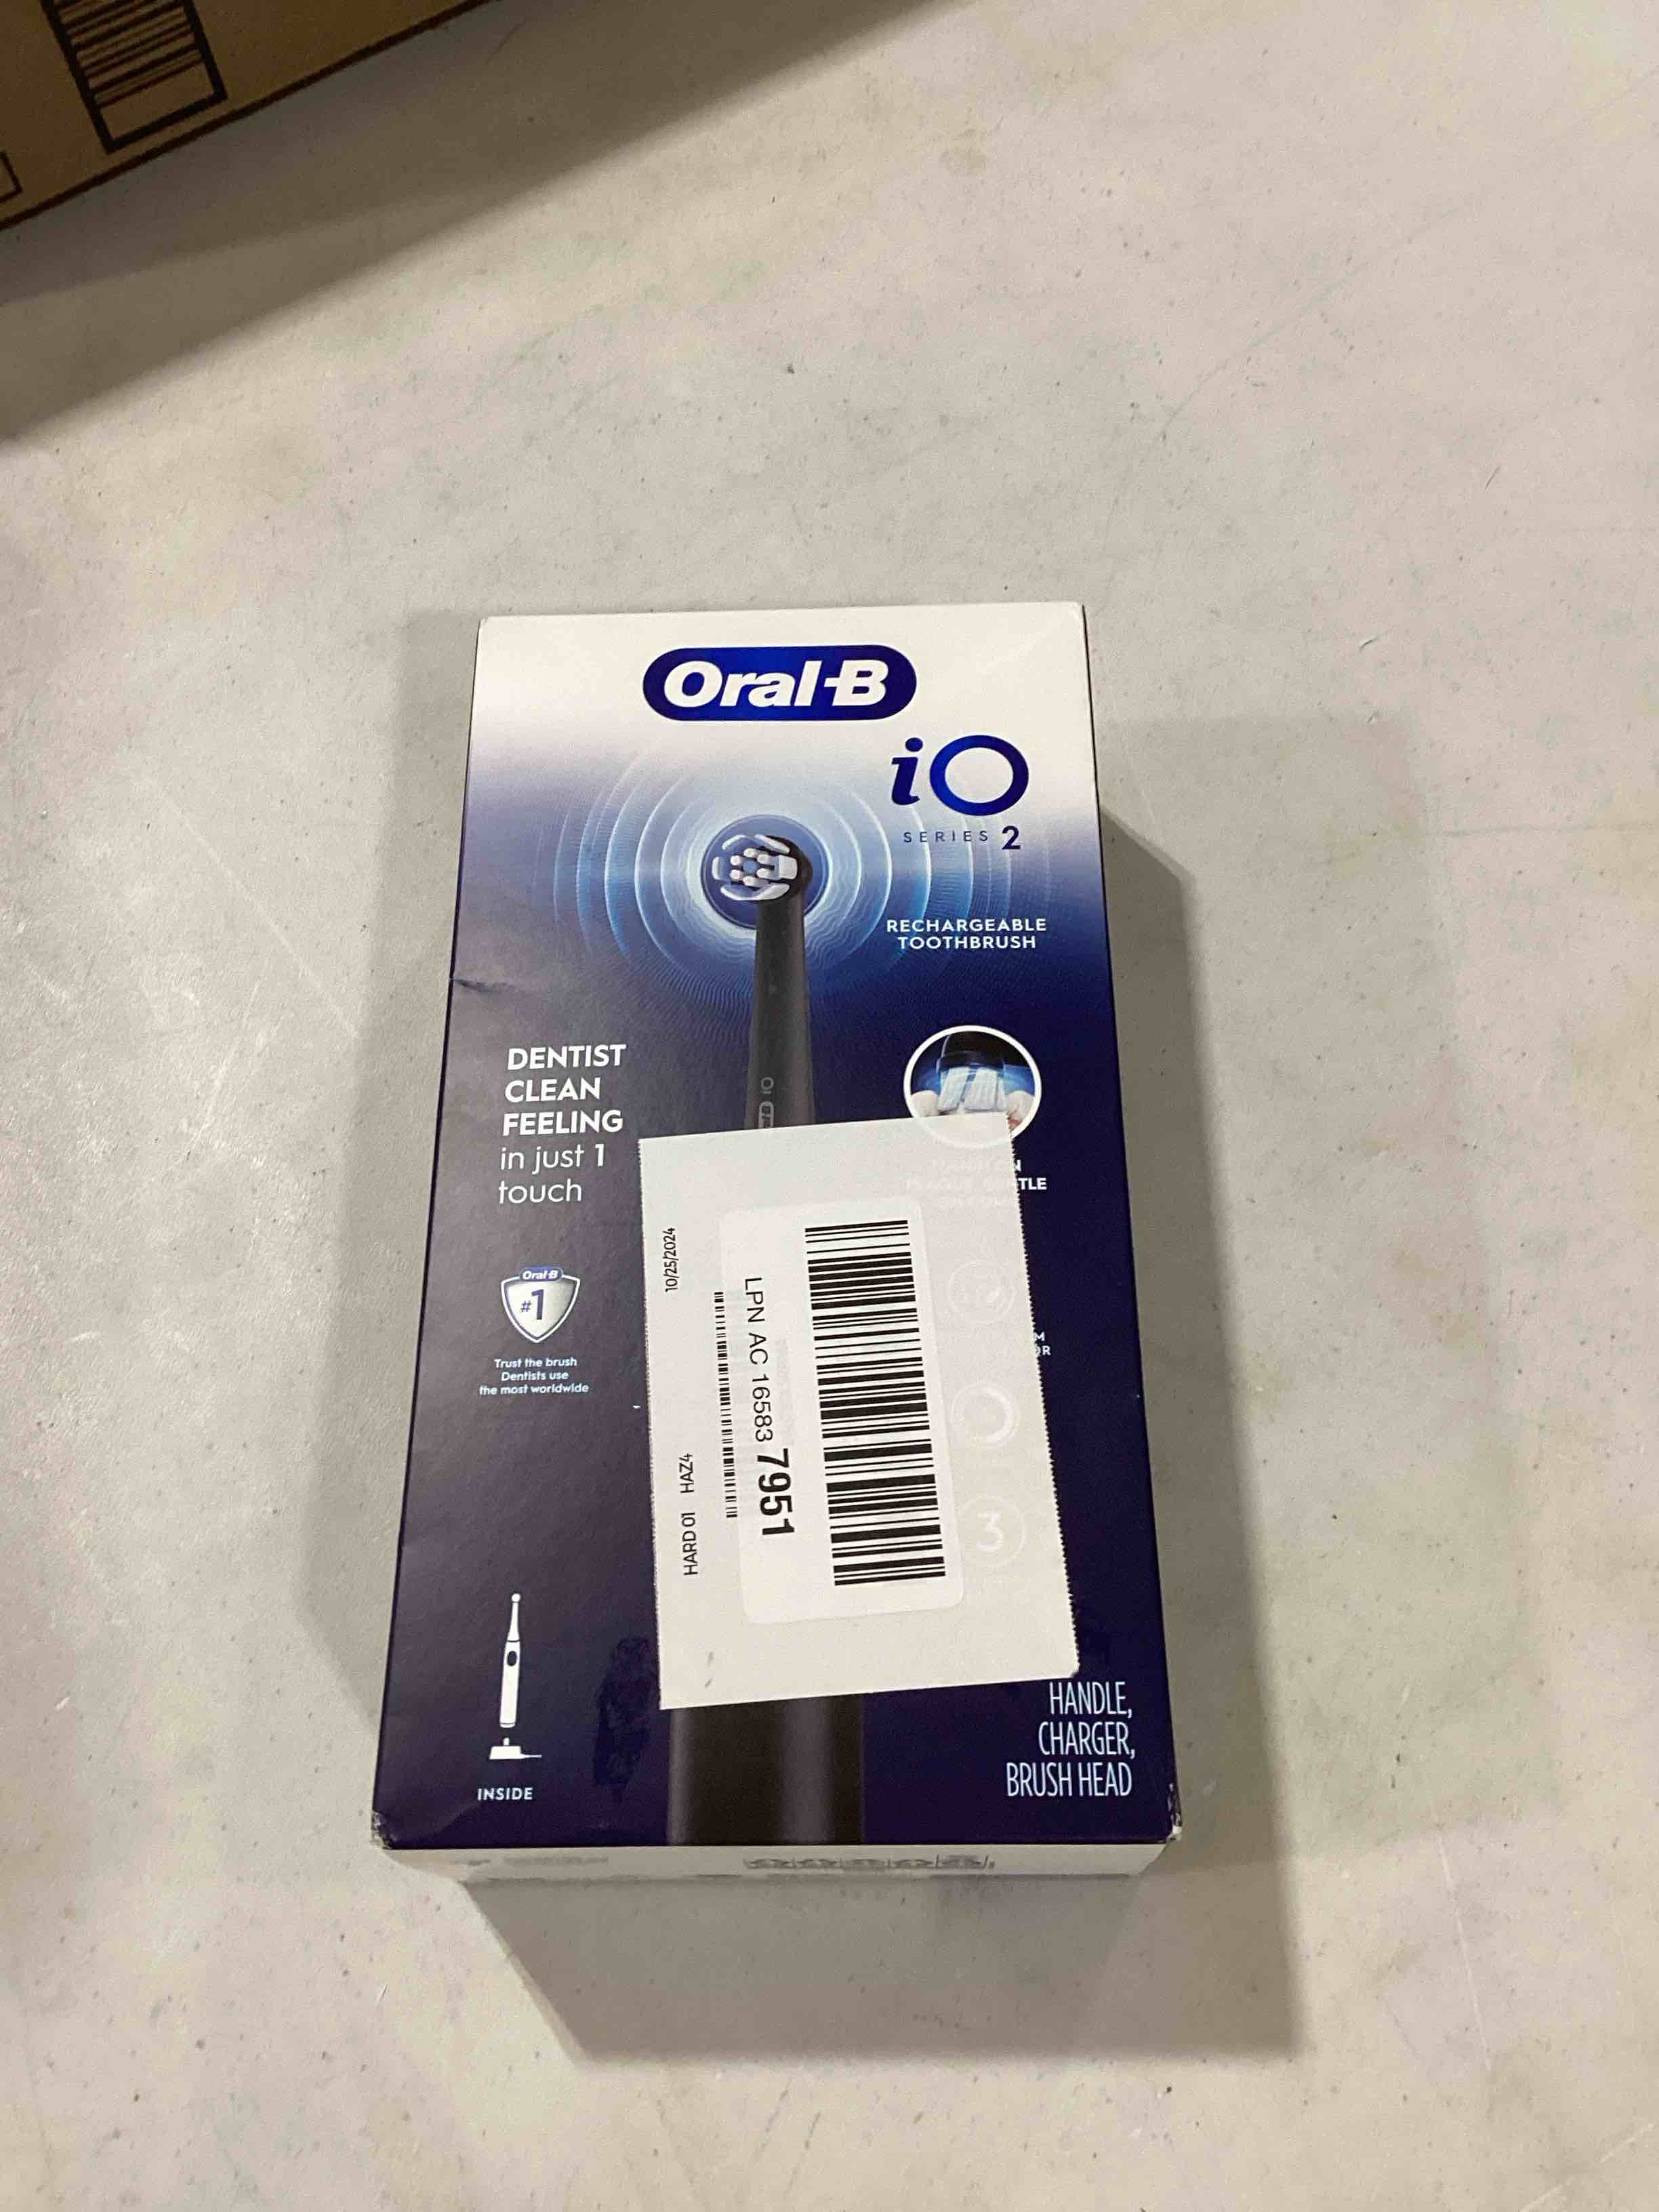 Oral-B
iO
SERIES 2
RECHARGEABLE
TOOTHBRUSH
DENTIST
CLEAN
FEELING
in just 1
touch
Oral-B
#1
Trust the brush
Dentists use
the most worldwide
10/25/2024
HARD 01 HAZ4
LPN AC 16583 7951
3
INSIDE
HANDLE,
CHARGER,
BRUSH HEAD